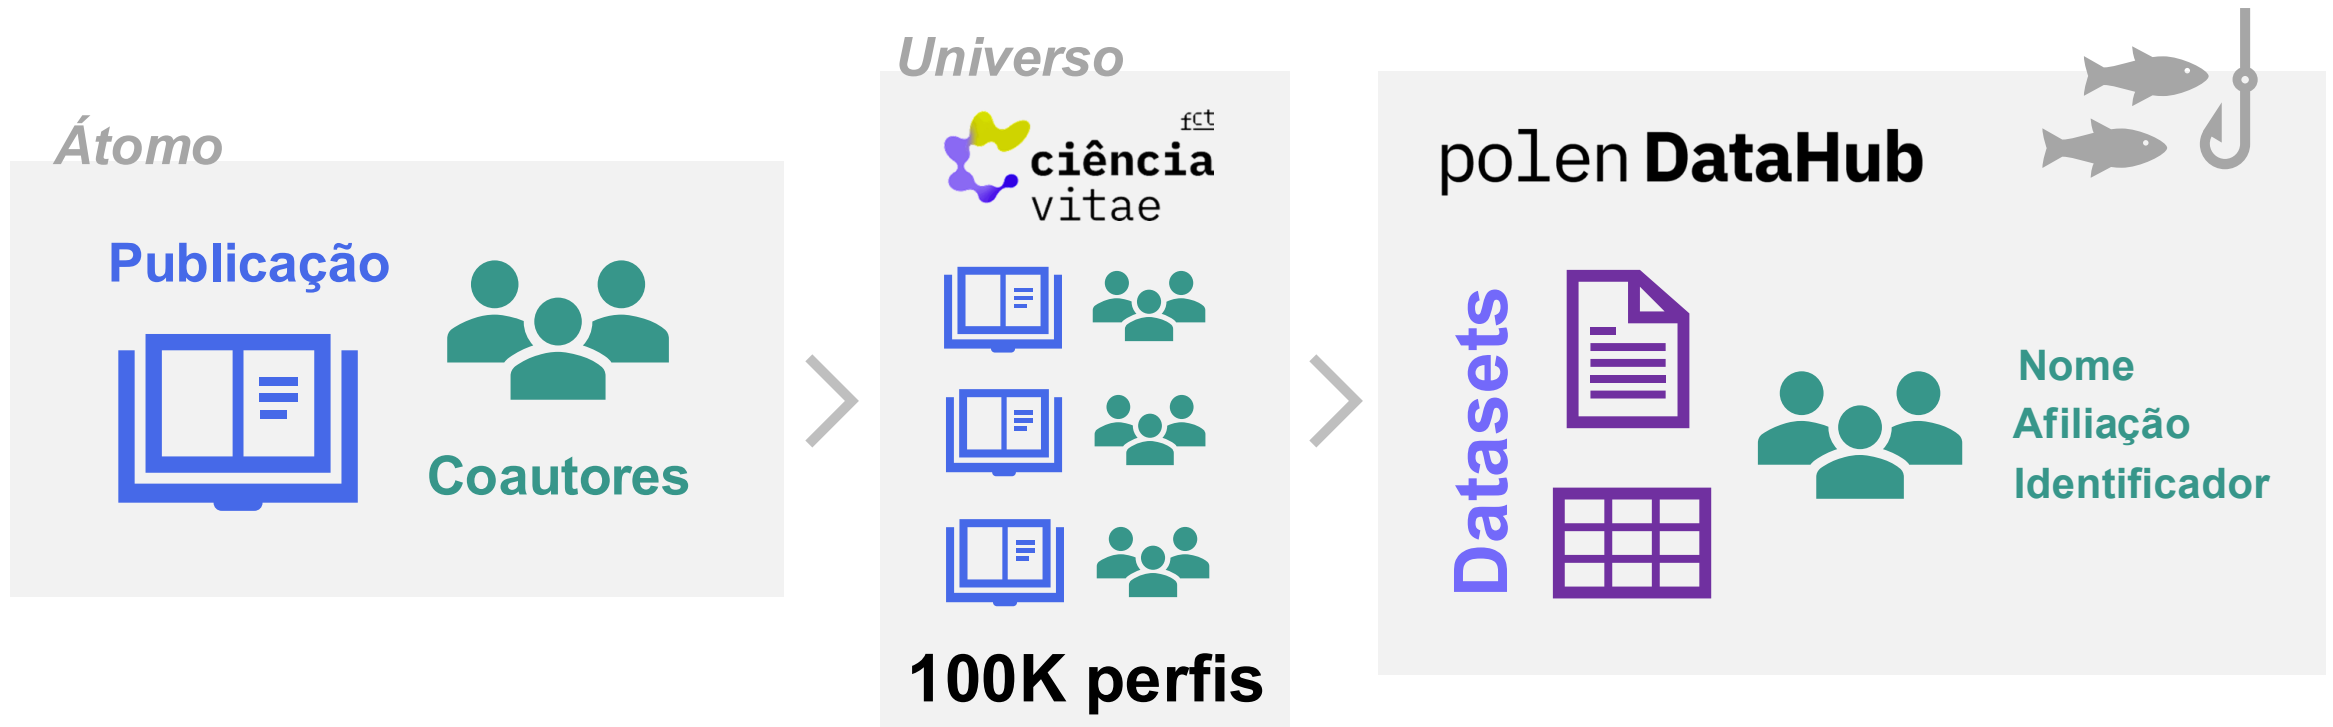 Átomo
Publicação
Coautores
Universo
fct
ciência
vitae
100K perfis
polen DataHub
Datasets
Nome
Afiliação
Identificador